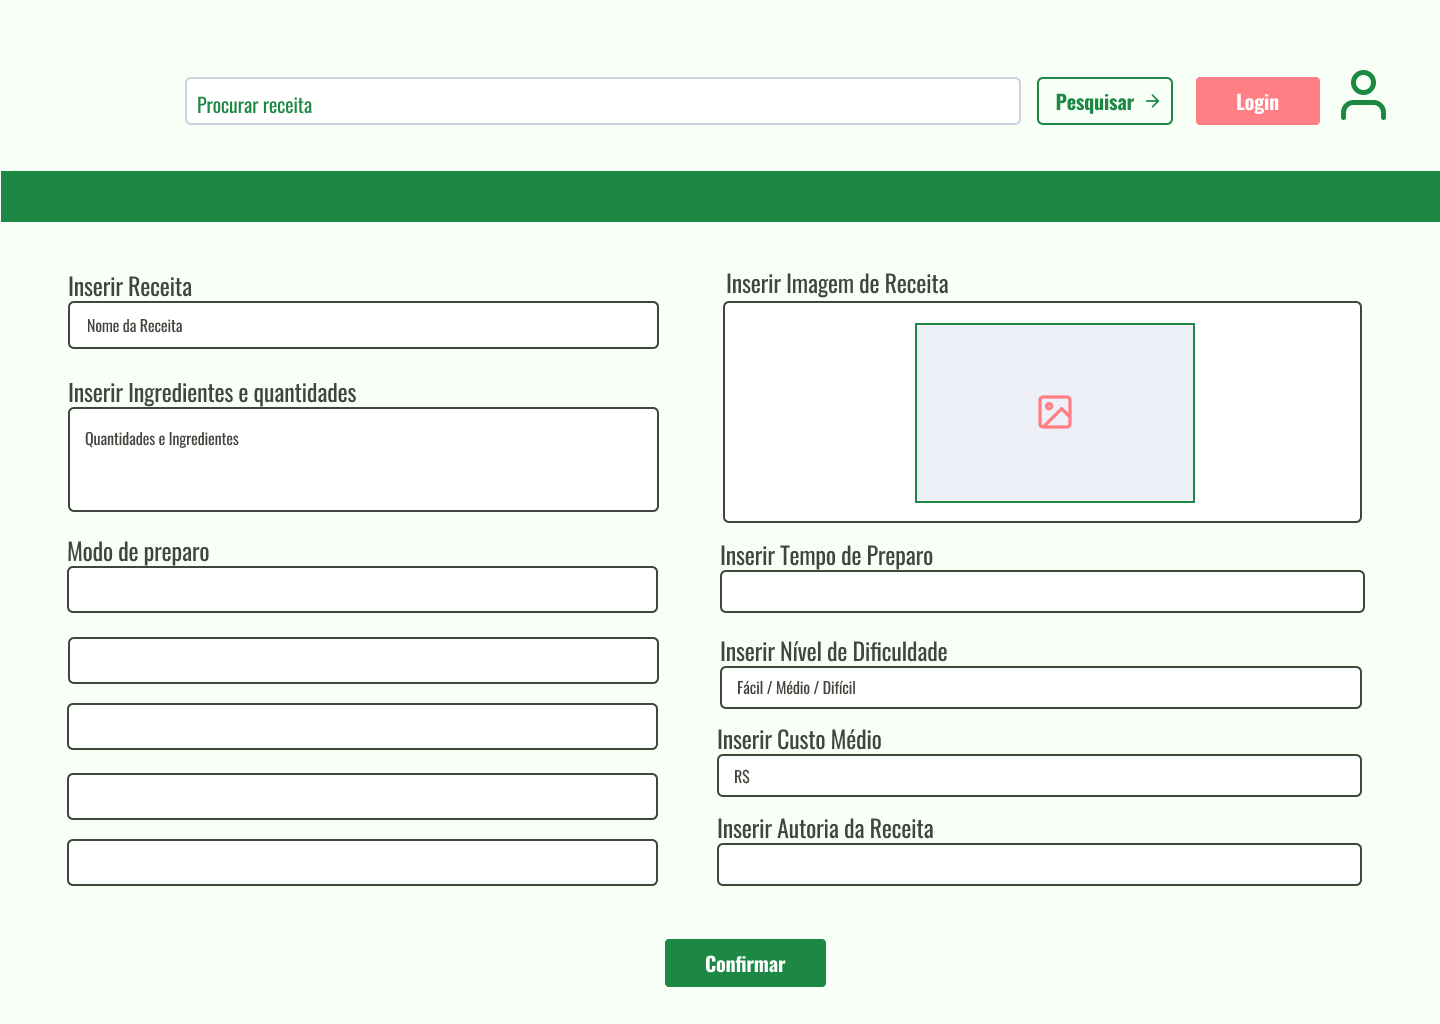 Procurar receita
Pesquisar
Login
Inserir Receita
Nome da Receita
Inserir Ingredientes e quantidades
Quantidades e Ingredientes
Modo de preparo
Inserir Imagem de Receita
Inserir Tempo de Preparo
Inserir Nível de Dificuldade
Fácil / Médio / Difícil
Inserir Custo Médio
R$
Inserir Autoria da Receita
Confirmar